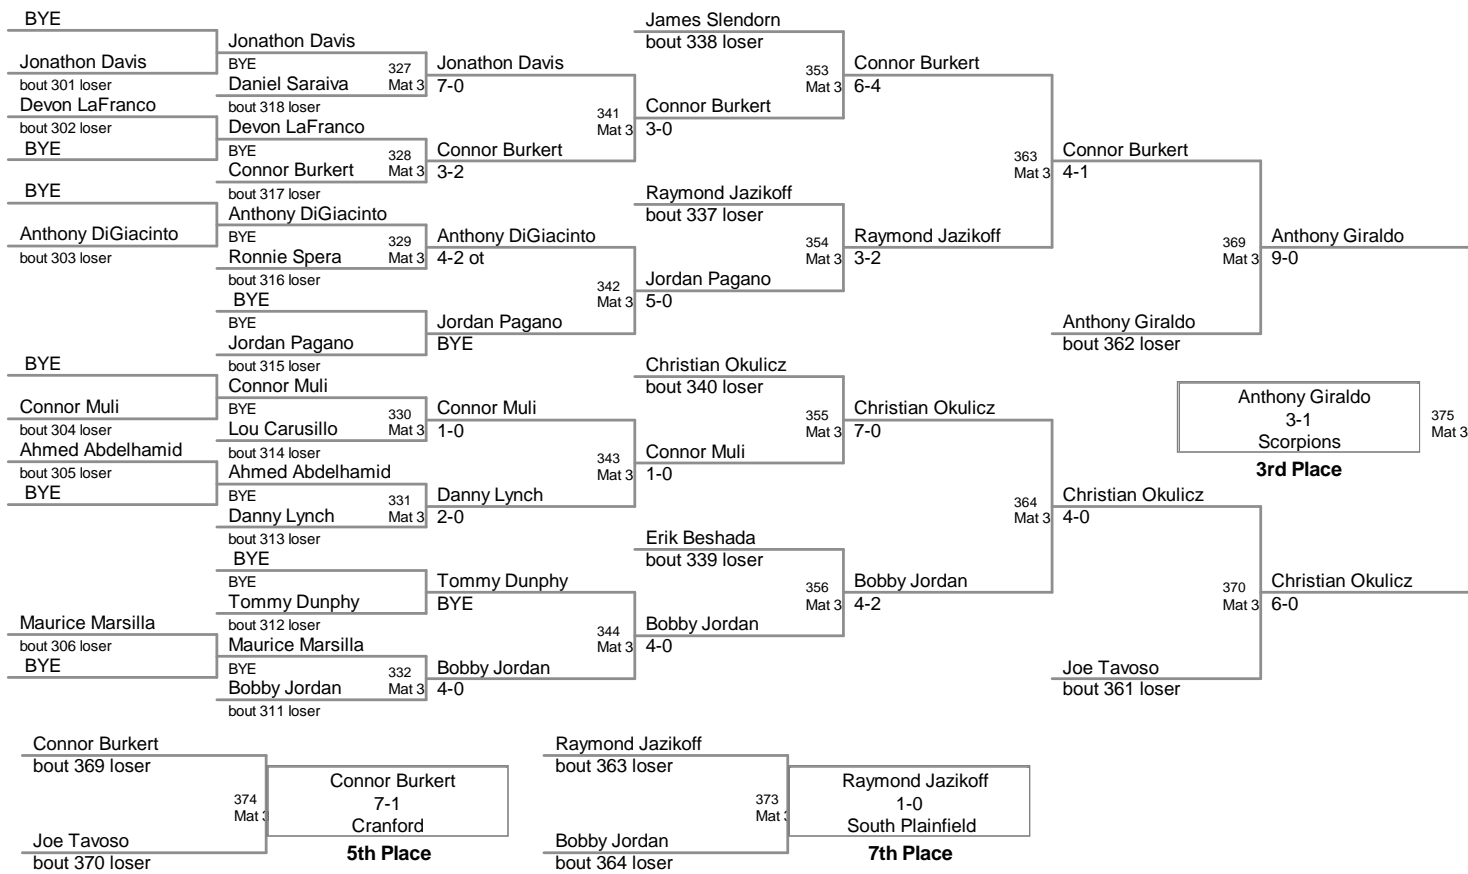 BYE
Jonathon Davis
bout 301 loser
Devon LaFranco
bout 302 loser
BYE
BYE
Anthony DiGiacinto
bout 303 loser
BYE
Connor Muli
bout 304 loser
Ahmed Abdelhamid
bout 305 loser
BYE
Maurice Marsilla
bout 306 loser
BYE
Jonathon Davis
BYE
Daniel Saraiva
bout 318 loser
327
Mat 3
Devon LaFranco
BYE
Connor Burkert
bout 317 loser
328
Mat 3
Anthony DiGiacinto
BYE
Ronnie Spera
bout 316 loser
329
Mat 3
BYE
BYE
Jordan Pagano
bout 315 loser
Connor Muli
BYE
Lou Carusillo
bout 314 loser
330
Mat 3
Ahmed Abdelhamid
BYE
Danny Lynch
bout 313 loser
331
Mat 3
BYE
BYE
Tommy Dunphy
bout 312 loser
Maurice Marsilla
BYE
Bobby Jordan
bout 311 loser
332
Mat 3
Jonathon Davis
7-0
341
Mat 3
Connor Burkert
3-2
Anthony DiGiacinto
4-2 ot
342
Mat 3
Jordan Pagano
BYE
Connor Muli
1-0
343
Mat 3
Danny Lynch
2-0
Tommy Dunphy
BYE
344
Mat 3
Bobby Jordan
4-0
James Slendorn
bout 338 loser
353
Mat 3
Connor Burkert
3-0
Raymond Jazikoff
bout 337 loser
354
Mat 3
Jordan Pagano
5-0
Christian Okulicz
bout 340 loser
355
Mat 3
Connor Muli
1-0
Erik Beshada
bout 339 loser
356
Mat 3
Bobby Jordan
4-0
Connor Burkert
6-4
363
Mat 3
Raymond Jazikoff
3-2
Christian Okulicz
7-0
364
Mat 3
Bobby Jordan
4-2
Connor Burkert
4-1
369
Mat 3
Anthony Giraldo
bout 362 loser
Christian Okulicz
4-0
370
Mat 3
Joe Tavoso
bout 361 loser
Anthony Giraldo
9-0
Anthony Giraldo
3-1
Scorpions
3rd Place
375
Mat 3
Christian Okulicz
6-0
Connor Burkert
bout 369 loser
374
Mat 3
Joe Tavoso
bout 370 loser
Connor Burkert
7-1
Cranford
5th Place
Raymond Jazikoff
bout 363 loser
373
Mat 3
Bobby Jordan
bout 364 loser
Raymond Jazikoff
1-0
South Plainfield
7th Place